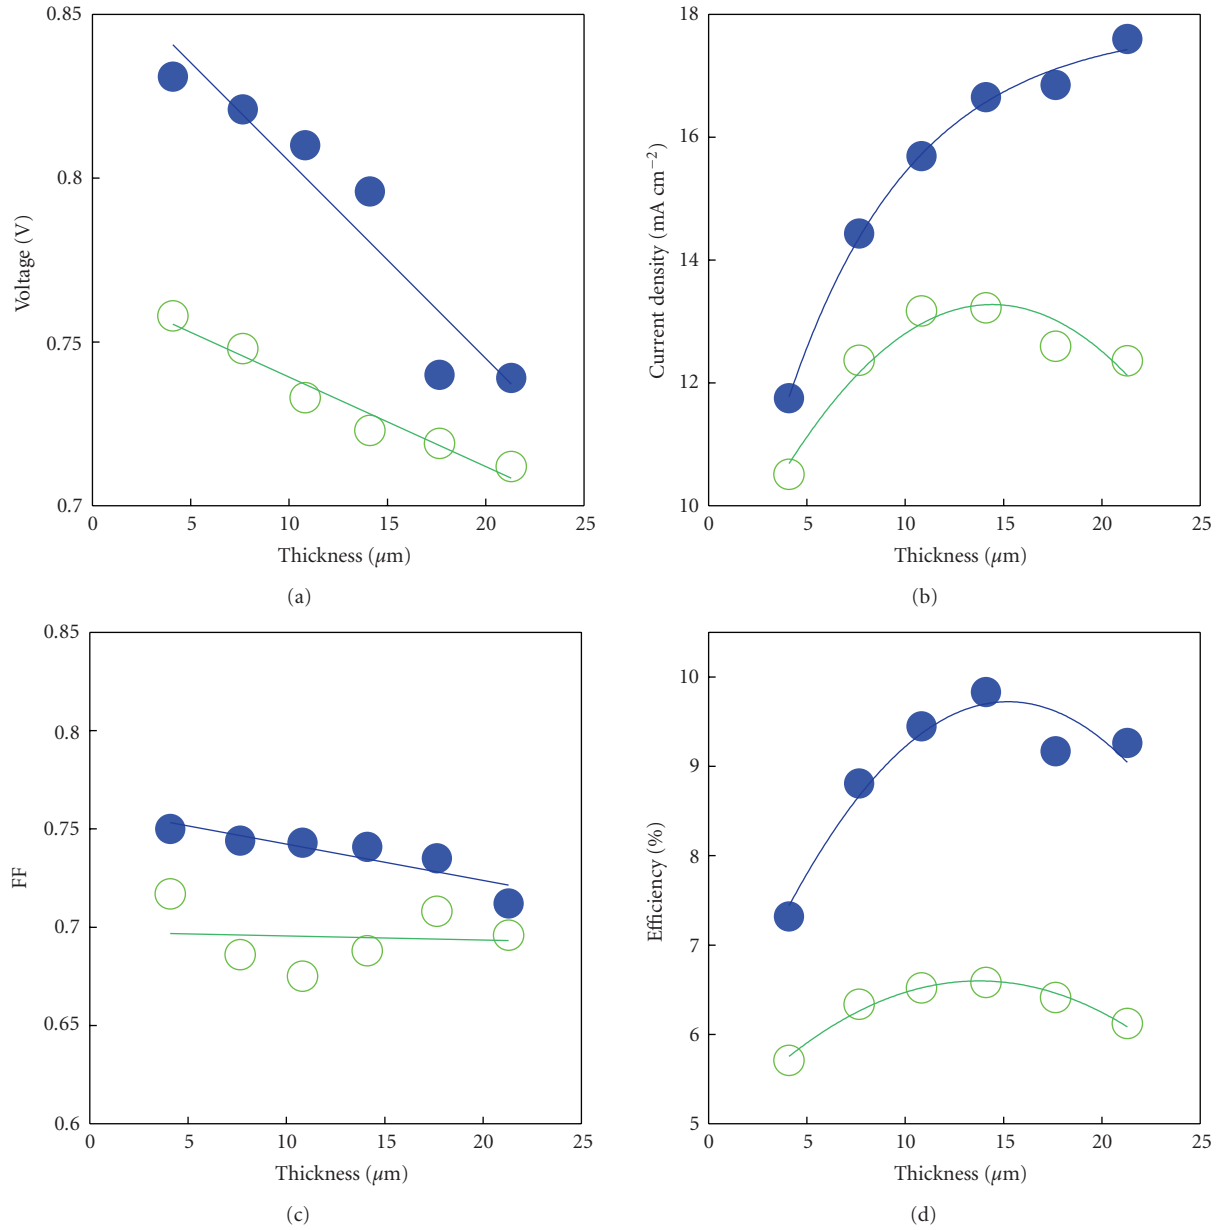 0.85
0.8
0.75
0.7
Voltage (V)
0 5 10 15 20 25
Thickness (μm)
(a)
18
16
14
12
10
Current density (mA cm−2)
0 5 10 15 20 25
Thickness (μm)
(b)
0.85
0.8
0.75
0.7
0.65
0.6
FF
0 5 10 15 20 25
Thickness (μm)
(c)
10
9
8
7
6
5
Efficiency (%)
0 5 10 15 20 25
Thickness (μm)
(d)